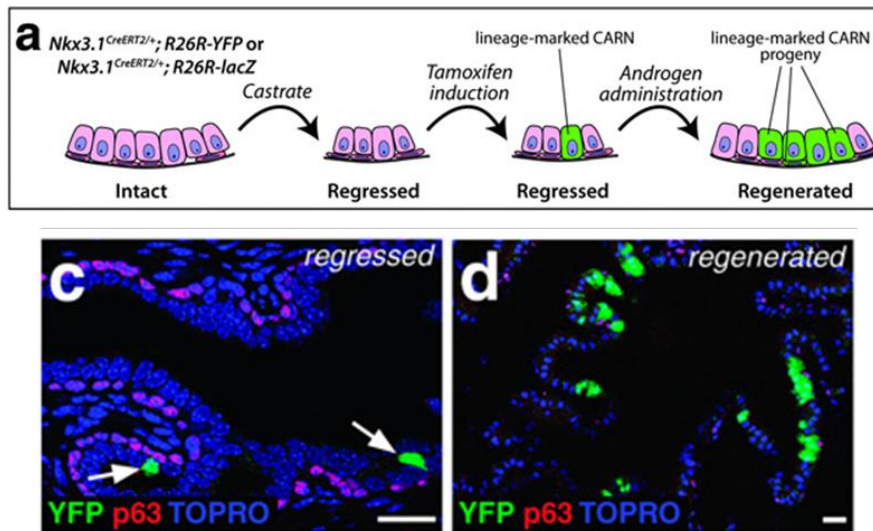 a
Nkx3.1CreERT2/+; R26R-YFP or
Nkx3.1CreERT2/+; R26R-lacZ
Castrate
Tamoxifen
induction
lineage-marked CARN
Androgen
administration
lineage-marked CARN
progeny
Intact
Regressed
Regressed
Regenerated
c
regressed
YFP p63 TOPRO
d
regenerated
YFP p63 TOPRO